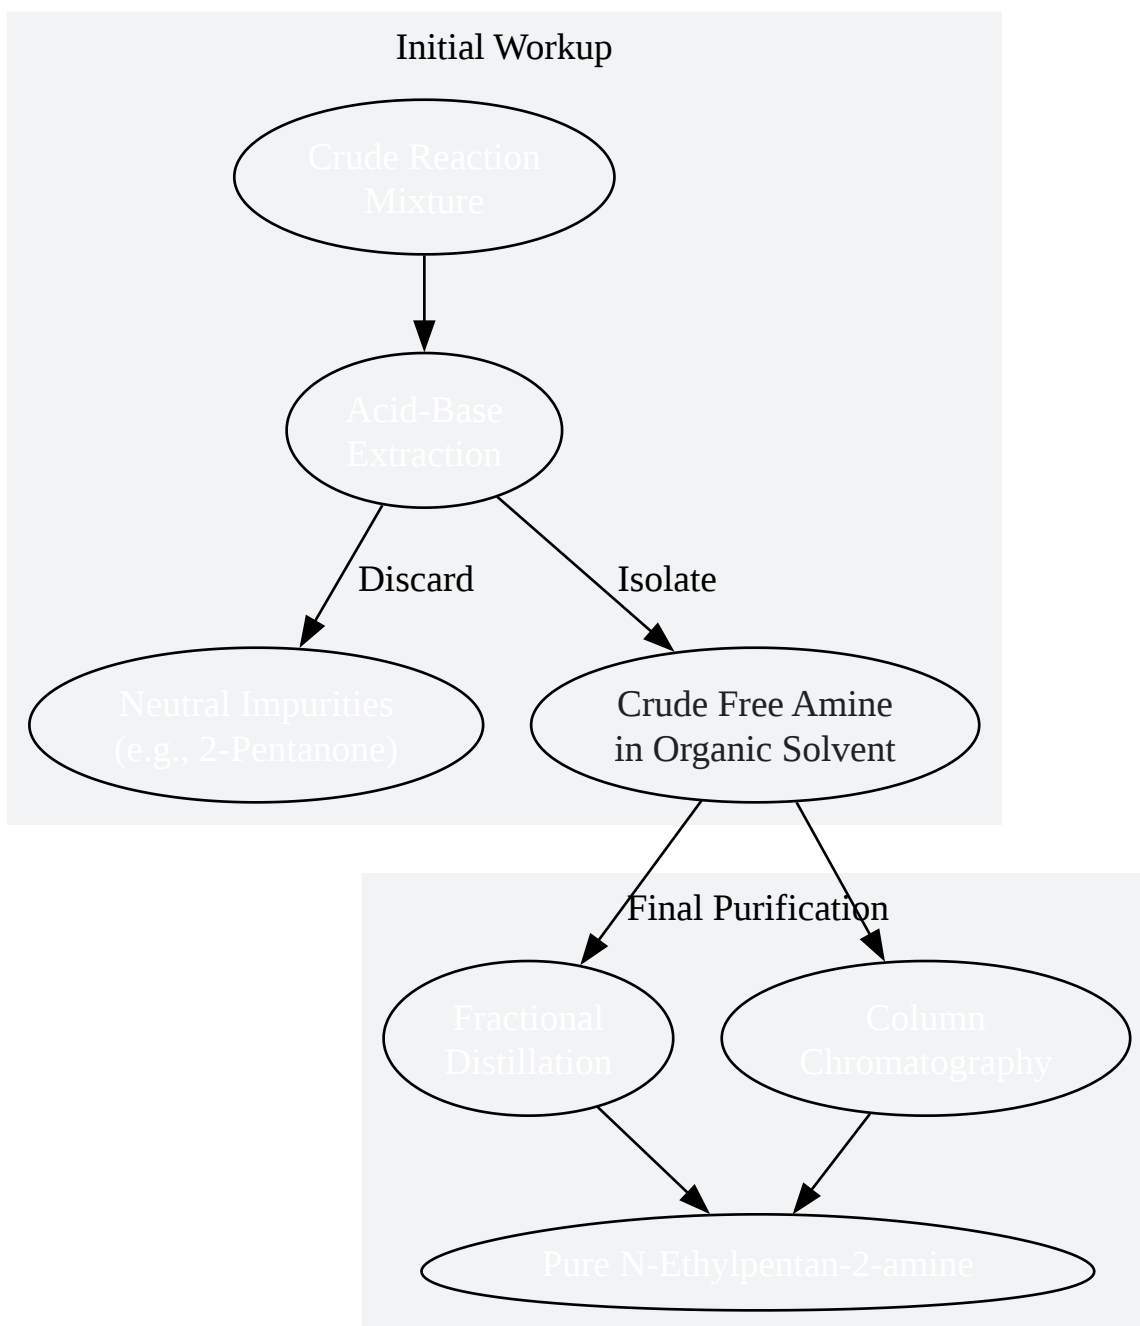 Initial Workup
Crude Reaction
Mixture
Acid-Base
Extraction
Discard
Isolate
Neutral Impurities
(e.g., 2-Pentanone)
Crude Free Amine
in Organic Solvent
Final Purification
Fractional
Distillation
Column
Chromatography
Pure N-Ethylpentan-2-amine